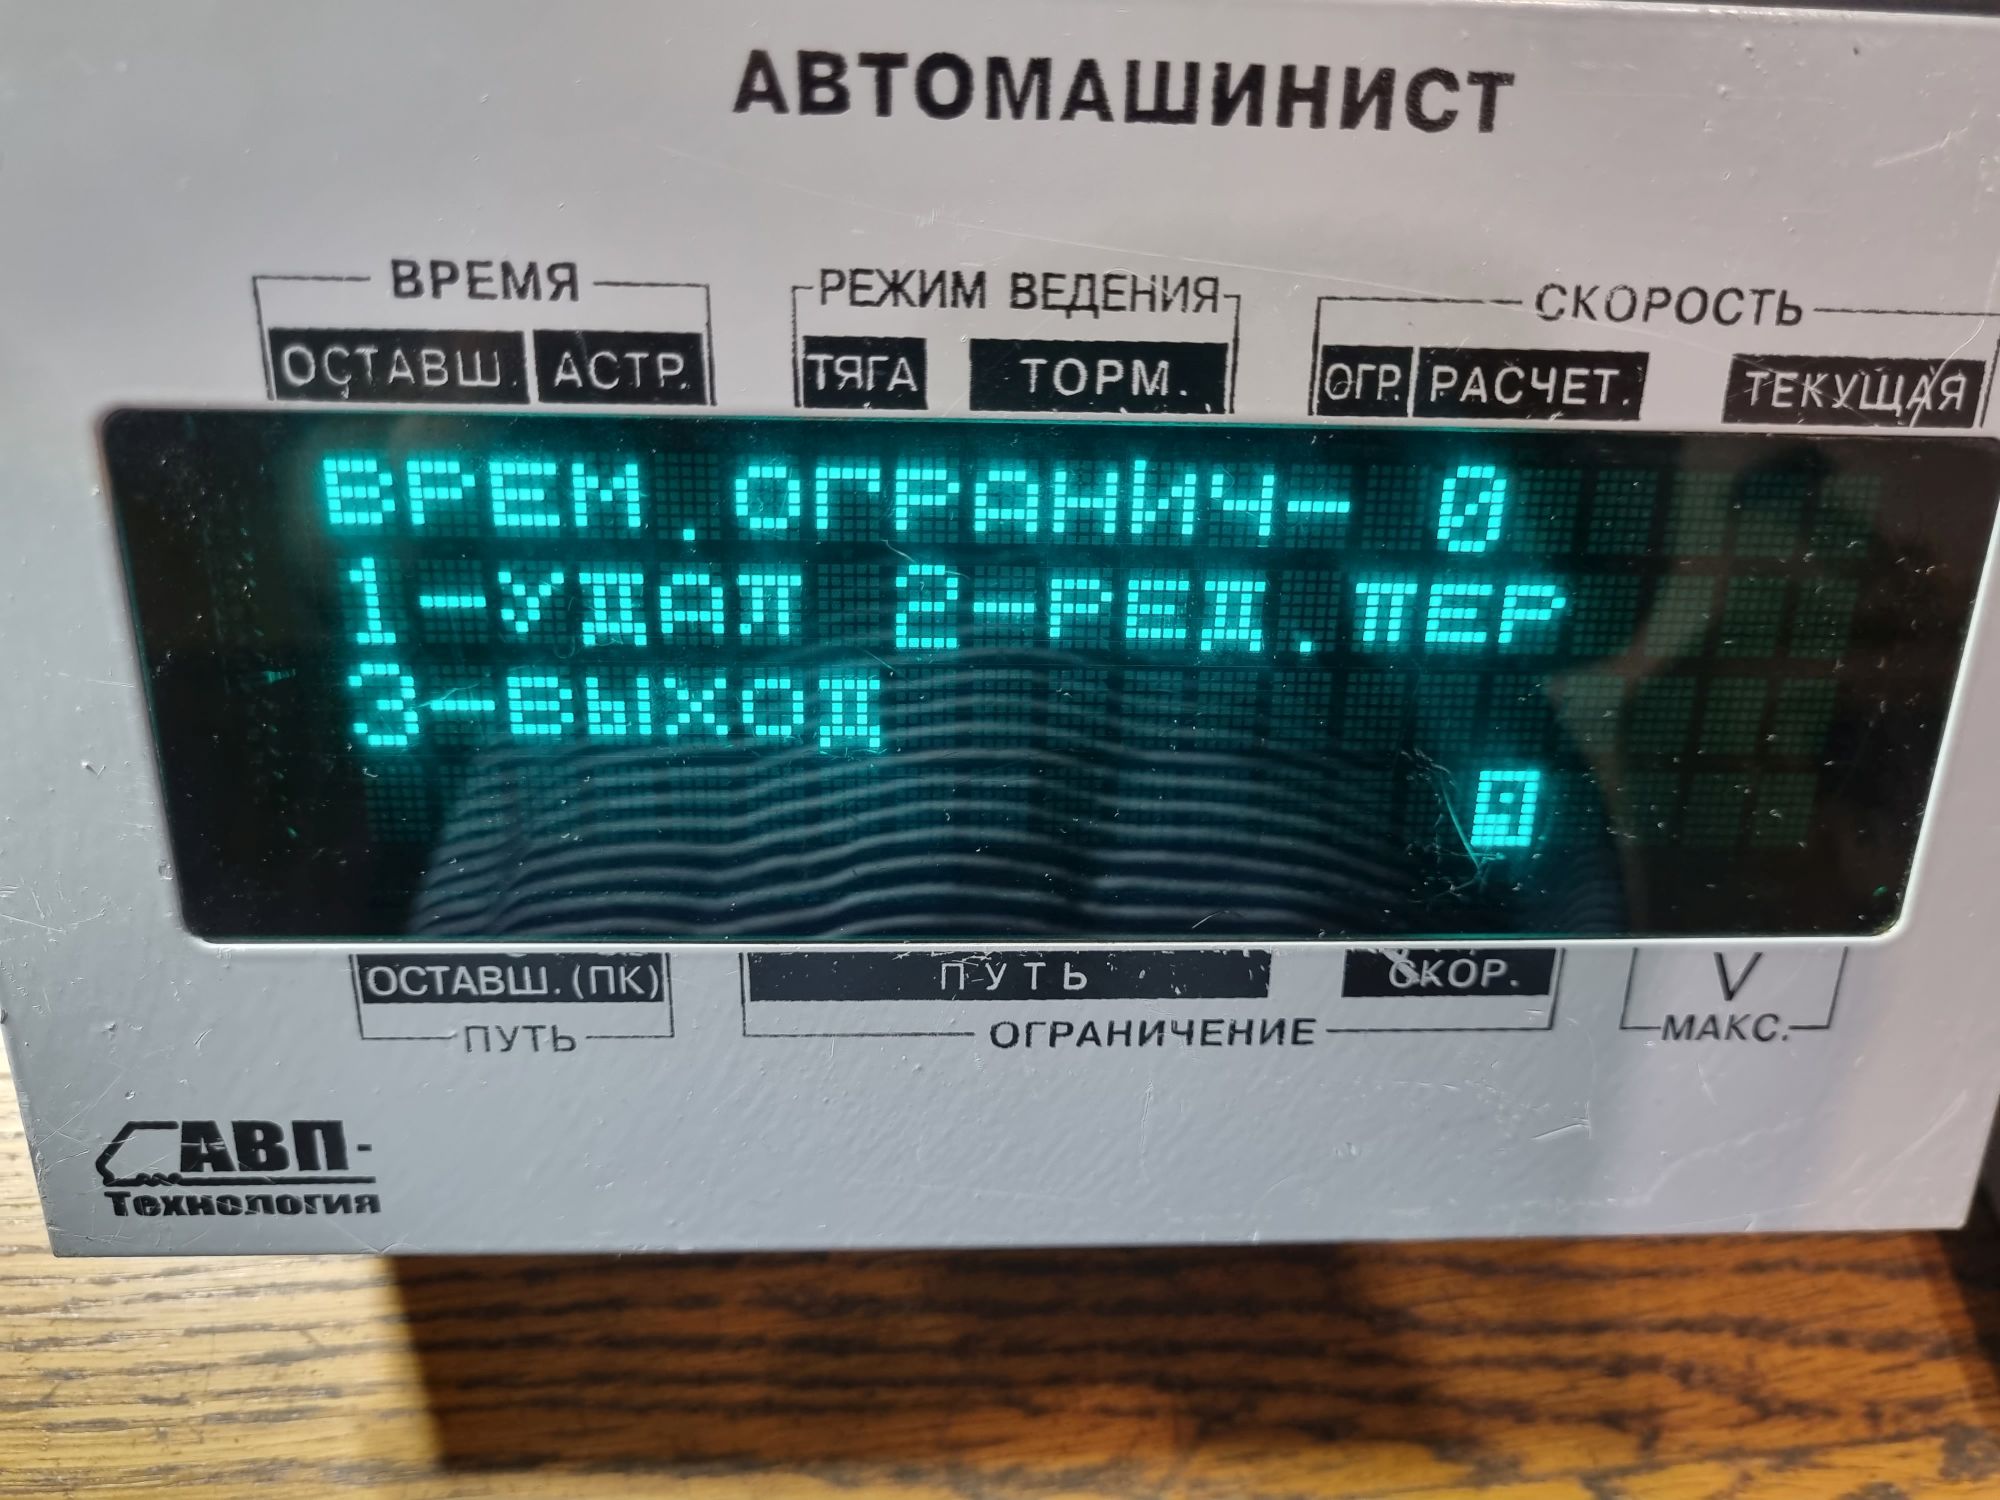 АВТОМАШИНИСТ
ВРЕМЯ РЕЖИМ ВЕДЕНИЯ СКОРОСТЬ
ОСТАВШ. АСТР. ТЯГА ТОРМ. ОГР. РАСЧЕТ. ТЕКУЩАЯ
ВРЕМ.ОГРАНИЧ- 0
1-УДАЛ 2-РЕД.ПЕР
3-ВЫХОД
ОСТАВШ.(ПК) ПУТЬ СКОР. V
ПУТЬ ОГРАНИЧЕНИЕ МАКС.
АВП-
Технология